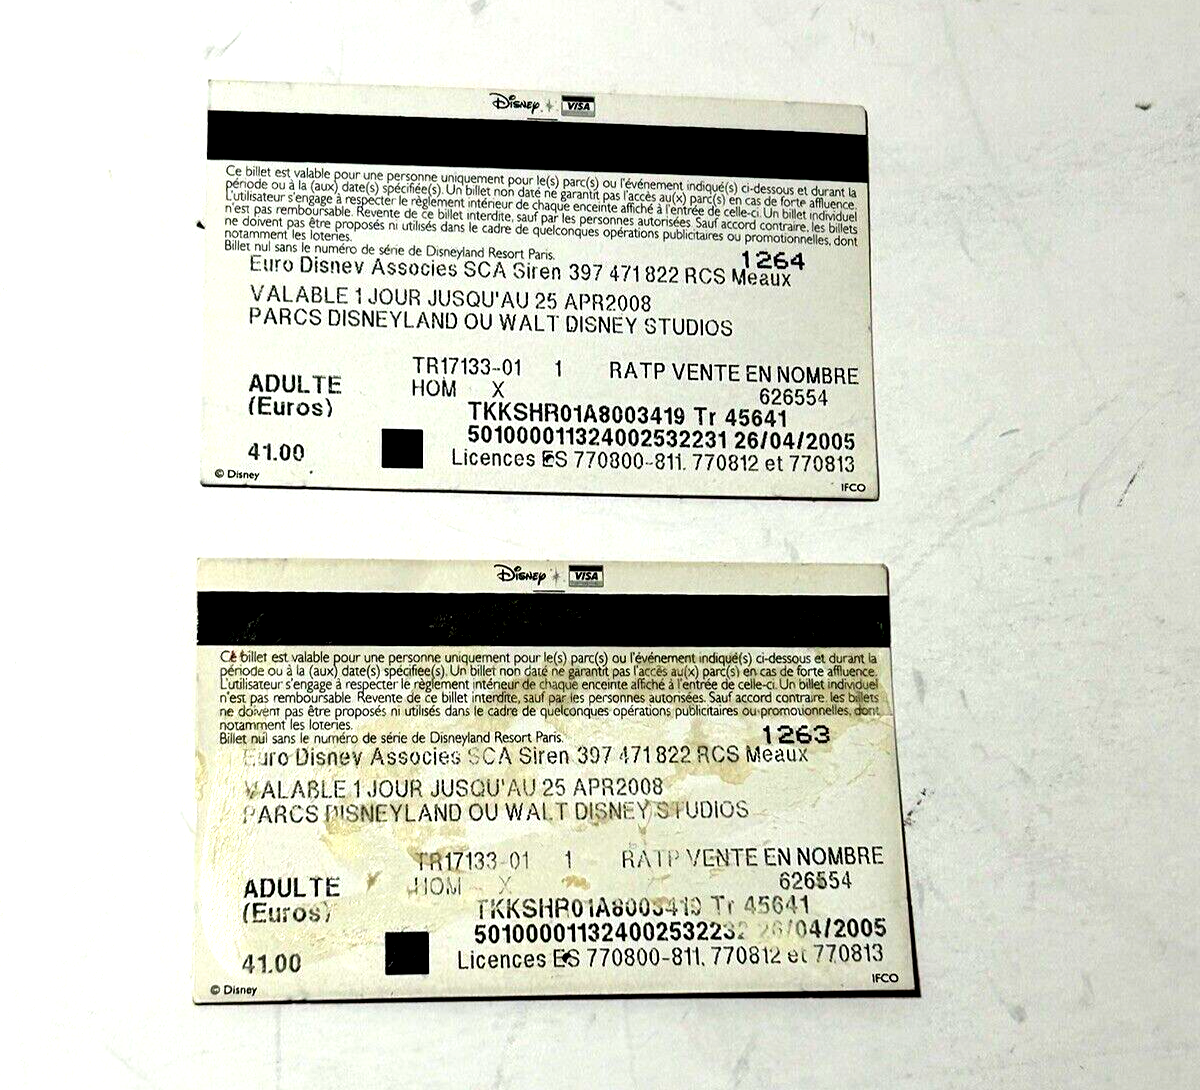 Disney VISA
Ce billet est valable pour une personne uniquement pour le(s) parc(s) ou l'événement indiqué(s) ci-dessous et durant la
période ou à la (aux) date(s) spécifiée(s). Un billet non daté ne garantit pas l'accès au(x) parc(s) en cas de forte affluence.
L'utilisateur s'engage à respecter le règlement intérieur de chaque enceinte affiché à l'entrée de celle-ci. Un billet individuel
n'est pas remboursable. Revente de ce billet interdite, sauf par les personnes autorisées. Sauf accord contraire, les billets
ne doivent pas être proposés ni utilisés dans le cadre de quelconques opérations publicitaires ou promotionnelles, dont
notamment les loteries.
Billet nul sans le numéro de série de Disneyland Resort Paris.
1264
Euro Disney Associes SCA Siren 397 471 822 RCS Meaux
VALABLE 1 JOUR JUSQU'AU 25 APR2008
PARCS DISNEYLAND OU WALT DISNEY STUDIOS
TR17133-01 1 RATP VENTE EN NOMBRE
ADULTE HOM X 626554
(Euros) TKKSHR01A8003419 Tr 45641
501000011324002532231 26/04/2005
41.00 Licences ES 770800-811, 770812 et 770813
© Disney IFCO
Disney VISA
Ce billet est valable pour une personne uniquement pour le(s) parc(s) ou l'événement indiqué(s) ci-dessous et durant la
période ou à la (aux) date(s) spécifiée(s). Un billet non daté ne garantit pas l'accès au(x) parc(s) en cas de forte affluence.
L'utilisateur s'engage à respecter le règlement intérieur de chaque enceinte affiché à l'entrée de celle-ci. Un billet individuel
n'est pas remboursable. Revente de ce billet interdite, sauf par les personnes autorisées. Sauf accord contraire, les billets
ne doivent pas être proposés ni utilisés dans le cadre de quelconques opérations publicitaires ou promotionnelles, dont
notamment les loteries.
Billet nul sans le numéro de série de Disneyland Resort Paris.
1263
Euro Disney Associes SCA Siren 397 471 822 RCS Meaux
VALABLE 1 JOUR JUSQU'AU 25 APR2008
PARCS DISNEYLAND OU WALT DISNEY STUDIOS
TR17133-01 1 RATP VENTE EN NOMBRE
ADULTE HOM X 626554
(Euros) TKKSHR01A8003419 Tr 45641
501000011324002532232 26/04/2005
41.00 Licences ES 770800-811, 770812 et 770813
© Disney IFCO